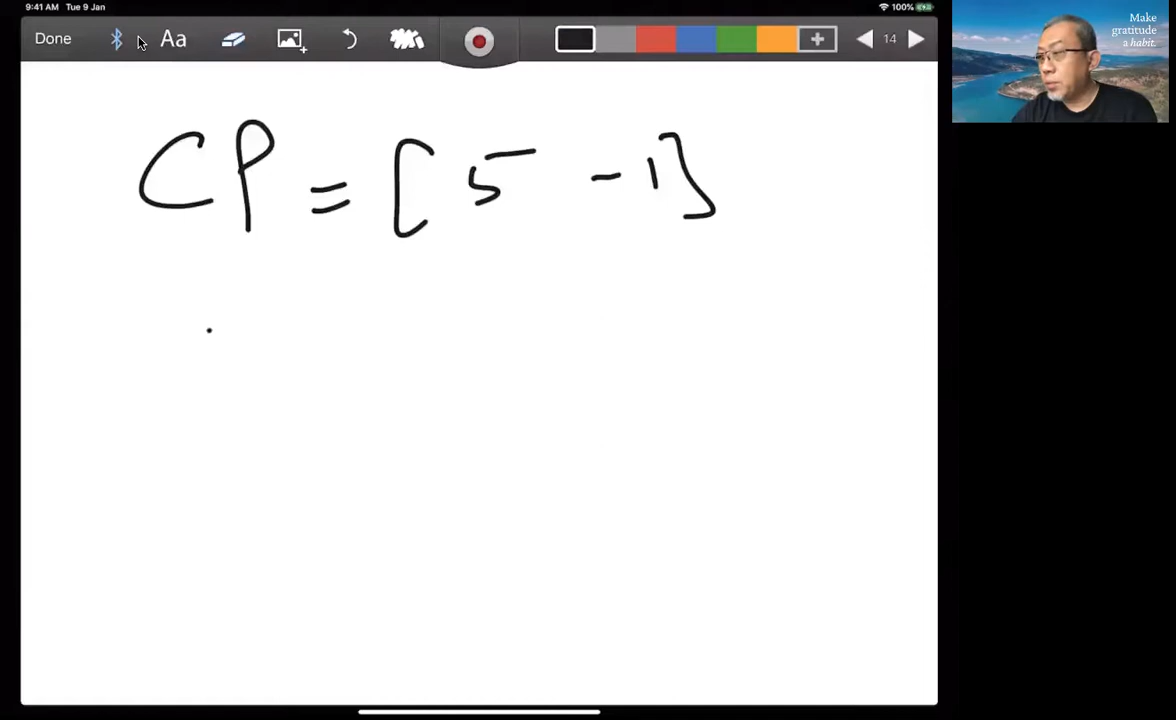 9:41 AM Tue 9 Jan
100%
Done
Aa
14
CP = [5 -1]
Make
gratitude
a habit.